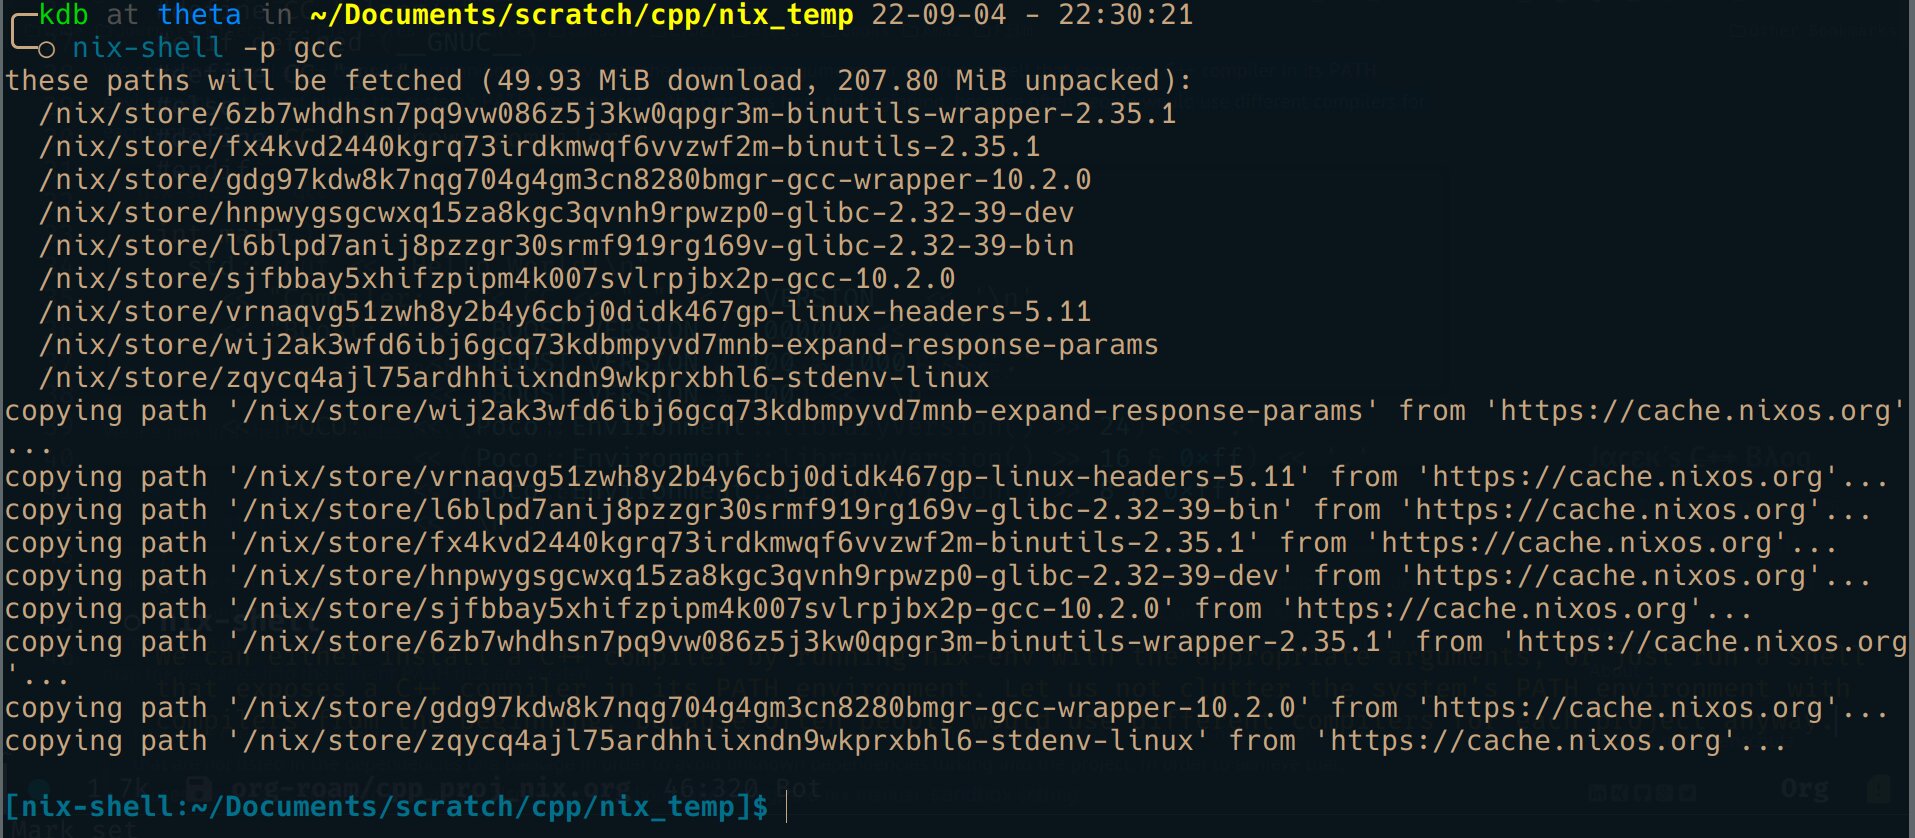 kdb at theta in ~/Documents/scratch/cpp/nix_temp 22-09-04 - 22:30:21
○ nix-shell -p gcc
these paths will be fetched (49.93 MiB download, 207.80 MiB unpacked):
/nix/store/6zb7whdhsn7pq9vw086z5j3kw0qpgr3m-binutils-wrapper-2.35.1
/nix/store/fx4kvd2440kgrq73irdkmwqf6vvzwf2m-binutils-2.35.1
/nix/store/gdg97kdw8k7nqg704g4gm3cn8280bmgr-gcc-wrapper-10.2.0
/nix/store/hnpwygsgcwxq15za8kgc3qvnh9rpwzp0-glibc-2.32-39-dev
/nix/store/l6blpd7anij8pzzgr30srmf919rg169v-glibc-2.32-39-bin
/nix/store/sjfbbay5xhifzpipm4k007svlrpjbx2p-gcc-10.2.0
/nix/store/vrnaqvg51zwh8y2b4y6cbj0didk467gp-linux-headers-5.11
/nix/store/wij2ak3wfd6ibj6gcq73kdbmpyvd7mnb-expand-response-params
/nix/store/zqycq4ajl75ardhhiixndn9wkprxbhl6-stdenv-linux
copying path '/nix/store/wij2ak3wfd6ibj6gcq73kdbmpyvd7mnb-expand-response-params' from 'https://cache.nixos.org'
...
copying path '/nix/store/vrnaqvg51zwh8y2b4y6cbj0didk467gp-linux-headers-5.11' from 'https://cache.nixos.org'...
copying path '/nix/store/l6blpd7anij8pzzgr30srmf919rg169v-glibc-2.32-39-bin' from 'https://cache.nixos.org'...
copying path '/nix/store/fx4kvd2440kgrq73irdkmwqf6vvzwf2m-binutils-2.35.1' from 'https://cache.nixos.org'...
copying path '/nix/store/hnpwygsgcwxq15za8kgc3qvnh9rpwzp0-glibc-2.32-39-dev' from 'https://cache.nixos.org'...
copying path '/nix/store/sjfbbay5xhifzpipm4k007svlrpjbx2p-gcc-10.2.0' from 'https://cache.nixos.org'...
copying path '/nix/store/6zb7whdhsn7pq9vw086z5j3kw0qpgr3m-binutils-wrapper-2.35.1' from 'https://cache.nixos.org
'...
copying path '/nix/store/gdg97kdw8k7nqg704g4gm3cn8280bmgr-gcc-wrapper-10.2.0' from 'https://cache.nixos.org'...
copying path '/nix/store/zqycq4ajl75ardhhiixndn9wkprxbhl6-stdenv-linux' from 'https://cache.nixos.org'...
[nix-shell:~/Documents/scratch/cpp/nix_temp]$